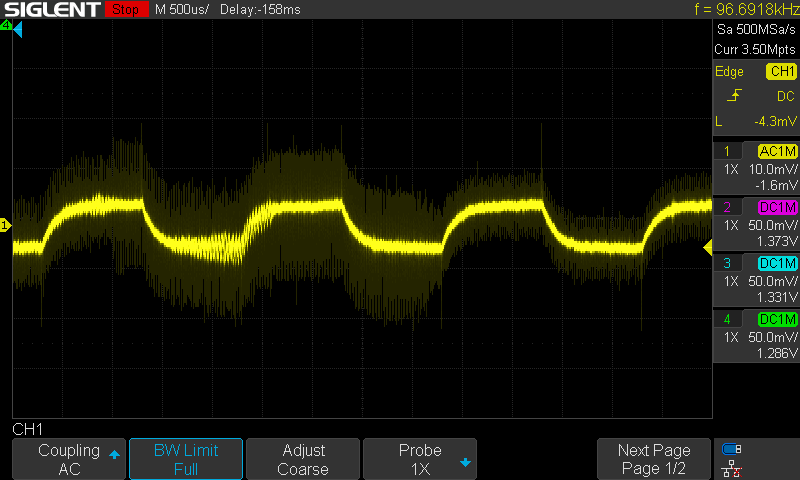 SIGLENT Stop M 500us/ Delay:-158ms f = 96.6918kHz
Sa 500MSa/s
Curr 3.50Mpts
Edge CH1
DC
L -4.3mV
1 AC1M
1X 10.0mV/
-1.6mV
2 DC1M
1X 50.0mV/
1.373V
3 DC1M
1X 50.0mV/
1.331V
4 DC1M
1X 50.0mV/
1.286V
4
1
CH1
Coupling
AC
BW Limit
Full
Adjust
Coarse
Probe
1X
Next Page
Page 1/2